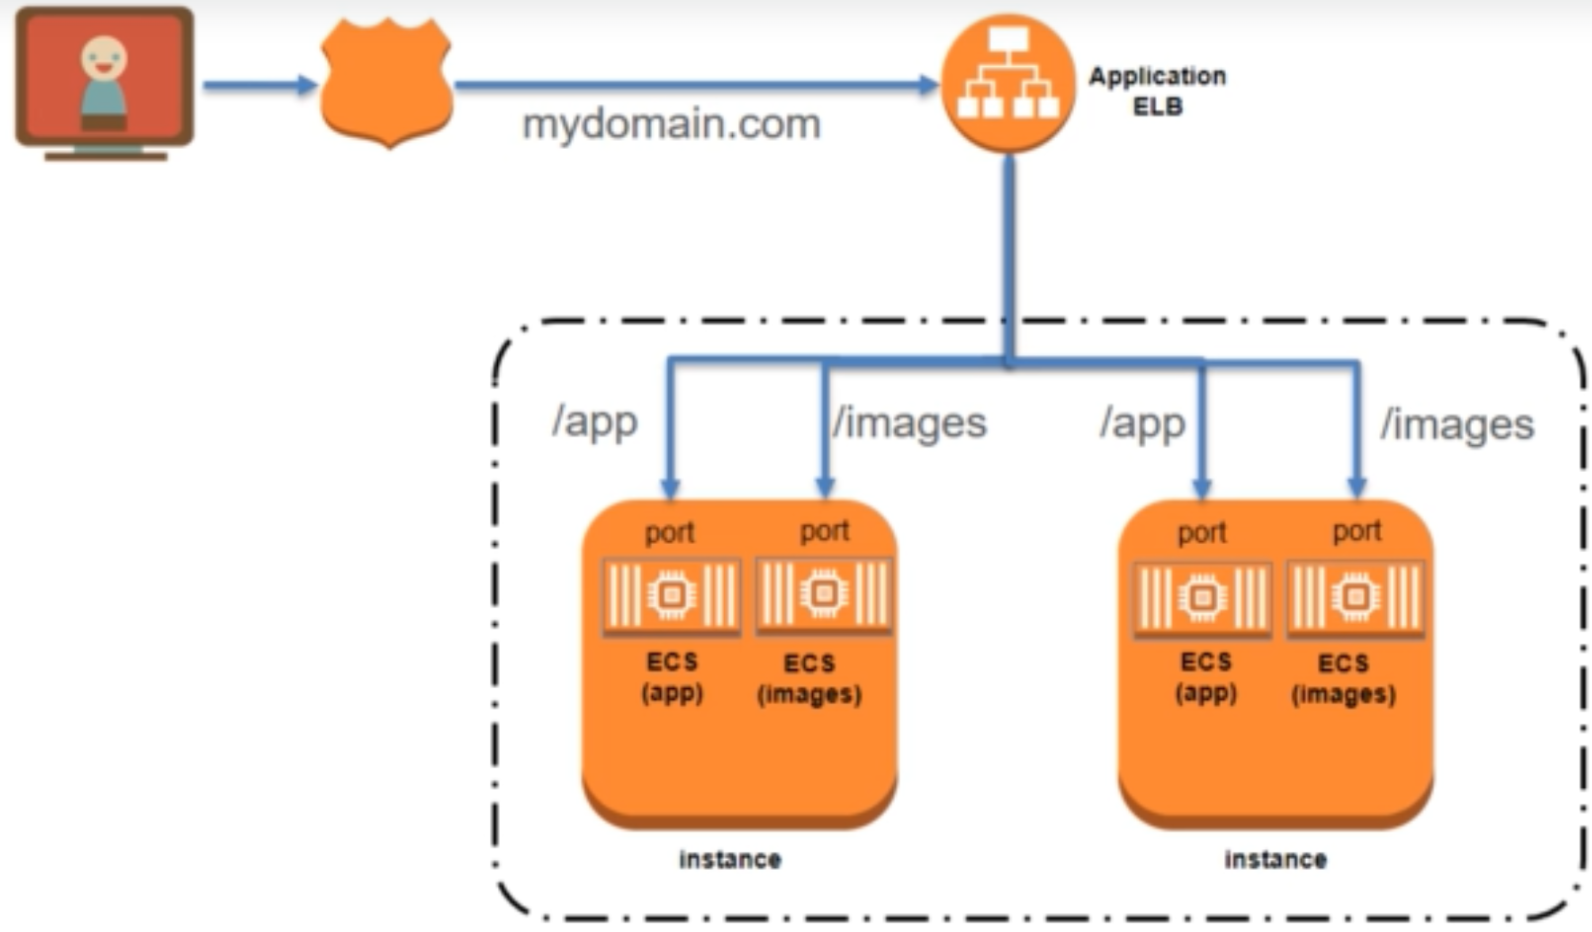 Application
ELB
mydomain.com
/app
/images
/app
/images
port
port
port
port
ECS
(app)
ECS
(images)
ECS
(app)
ECS
(images)
instance
instance